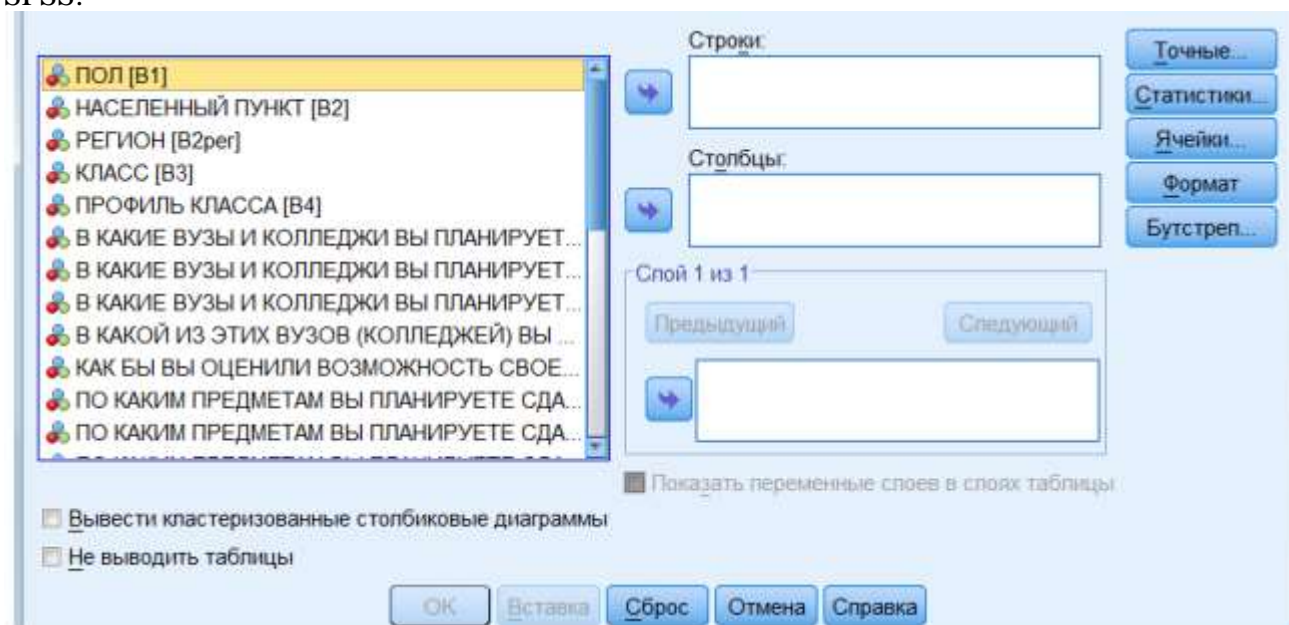 SPSS.
ПОЛ [B1]
НАСЕЛЕННЫЙ ПУНКТ [B2]
РЕГИОН [B2рег]
КЛАСС [B3]
ПРОФИЛЬ КЛАССА [B4]
В КАКИЕ ВУЗЫ И КОЛЛЕДЖИ ВЫ ПЛАНИРУЕТ...
В КАКИЕ ВУЗЫ И КОЛЛЕДЖИ ВЫ ПЛАНИРУЕТ...
В КАКИЕ ВУЗЫ И КОЛЛЕДЖИ ВЫ ПЛАНИРУЕТ...
В КАКОЙ ИЗ ЭТИХ ВУЗОВ (КОЛЛЕДЖЕЙ) ВЫ ...
КАК БЫ ВЫ ОЦЕНИЛИ ВОЗМОЖНОСТЬ СВОЕ...
ПО КАКИМ ПРЕДМЕТАМ ВЫ ПЛАНИРУЕТЕ СДА...
ПО КАКИМ ПРЕДМЕТАМ ВЫ ПЛАНИРУЕТЕ СДА...
Строки:
Столбцы:
Слой 1 из 1
Предыдущий
Следующий
Показать переменные слоев в слоях таблицы
Точные...
Статистики...
Ячейки...
Формат
Бутстреп...
Вывести кластеризованные столбиковые диаграммы
Не выводить таблицы
ОК
Вставка
Сброс
Отмена
Справка